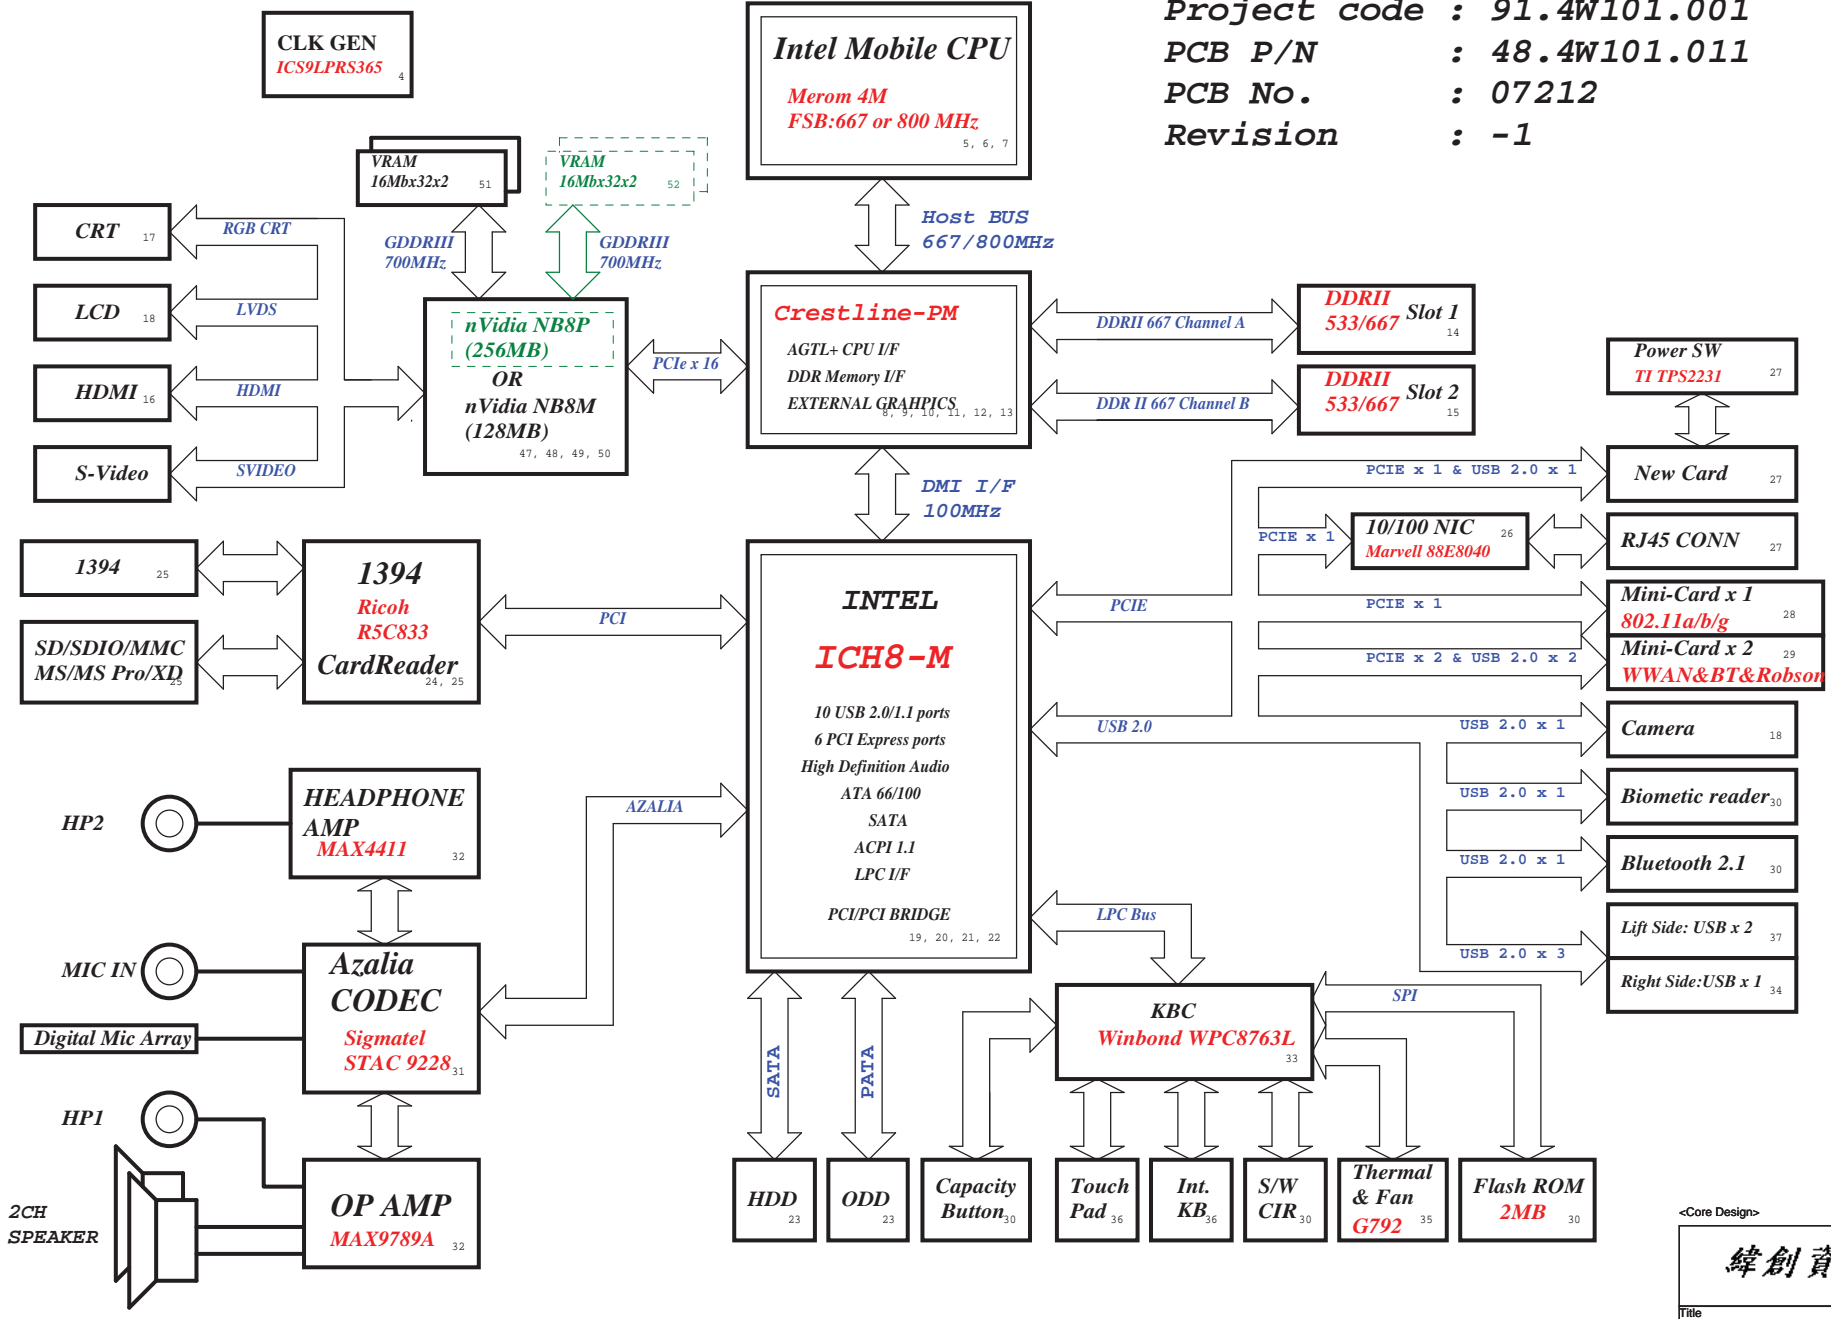 Project code : 91.4W101.001
PCB P/N : 48.4W101.011
PCB No. : 07212
Revision : -1
CLK GEN
ICS9LPRS365
4
Intel Mobile CPU
Merom 4M
FSB:667 or 800 MHz
5, 6, 7
VRAM
16Mbx32x2
51
VRAM
16Mbx32x2
52
GDDRIII
700MHz
GDDRIII
700MHz
Host BUS
667/800MHz
CRT
17
RGB CRT
LCD
18
LVDS
HDMI
16
HDMI
S-Video
SVIDEO
nVidia NB8P
(256MB)
OR
nVidia NB8M
(128MB)
47, 48, 49, 50
PCIe x 16
Crestline-PM
AGTL+ CPU I/F
DDR Memory I/F
EXTERNAL GRAHPICS
8, 9, 10, 11, 12, 13
DDRII 667 Channel A
DDRII
533/667
Slot 1
14
DDR II 667 Channel B
DDRII
533/667
Slot 2
15
DMI I/F
100MHz
Power SW
TI TPS2231
27
PCIE x 1 & USB 2.0 x 1
New Card
27
PCIE x 1
10/100 NIC
Marvell 88E8040
26
RJ45 CONN
27
PCIE x 1
Mini-Card x 1
802.11a/b/g
28
PCIE x 2 & USB 2.0 x 2
Mini-Card x 2
WWAN&BT&Robson
29
1394
25
SD/SDIO/MMC
MS/MS Pro/XD
25
1394
Ricoh
R5C833
CardReader
24, 25
PCI
INTEL
ICH8-M
10 USB 2.0/1.1 ports
6 PCI Express ports
High Definition Audio
ATA 66/100
SATA
ACPI 1.1
LPC I/F
PCI/PCI BRIDGE
19, 20, 21, 22
PCIE
USB 2.0
USB 2.0 x 1
Camera
18
USB 2.0 x 1
Biometic reader
30
USB 2.0 x 1
Bluetooth 2.1
30
USB 2.0 x 3
Lift Side: USB x 2
37
Right Side:USB x 1
34
HP2
HEADPHONE
AMP
MAX4411
32
AZALIA
MIC IN
Digital Mic Array
Azalia
CODEC
Sigmatel
STAC 9228
31
HP1
2CH
SPEAKER
OP AMP
MAX9789A
32
LPC Bus
SPI
KBC
Winbond WPC8763L
33
SATA
PATA
HDD
23
ODD
23
Capacity
Button
30
Touch
Pad
36
Int.
KB
36
S/W
CIR
30
Thermal
& Fan
G792
35
Flash ROM
2MB
30
<Core Design>
緯創資
Title